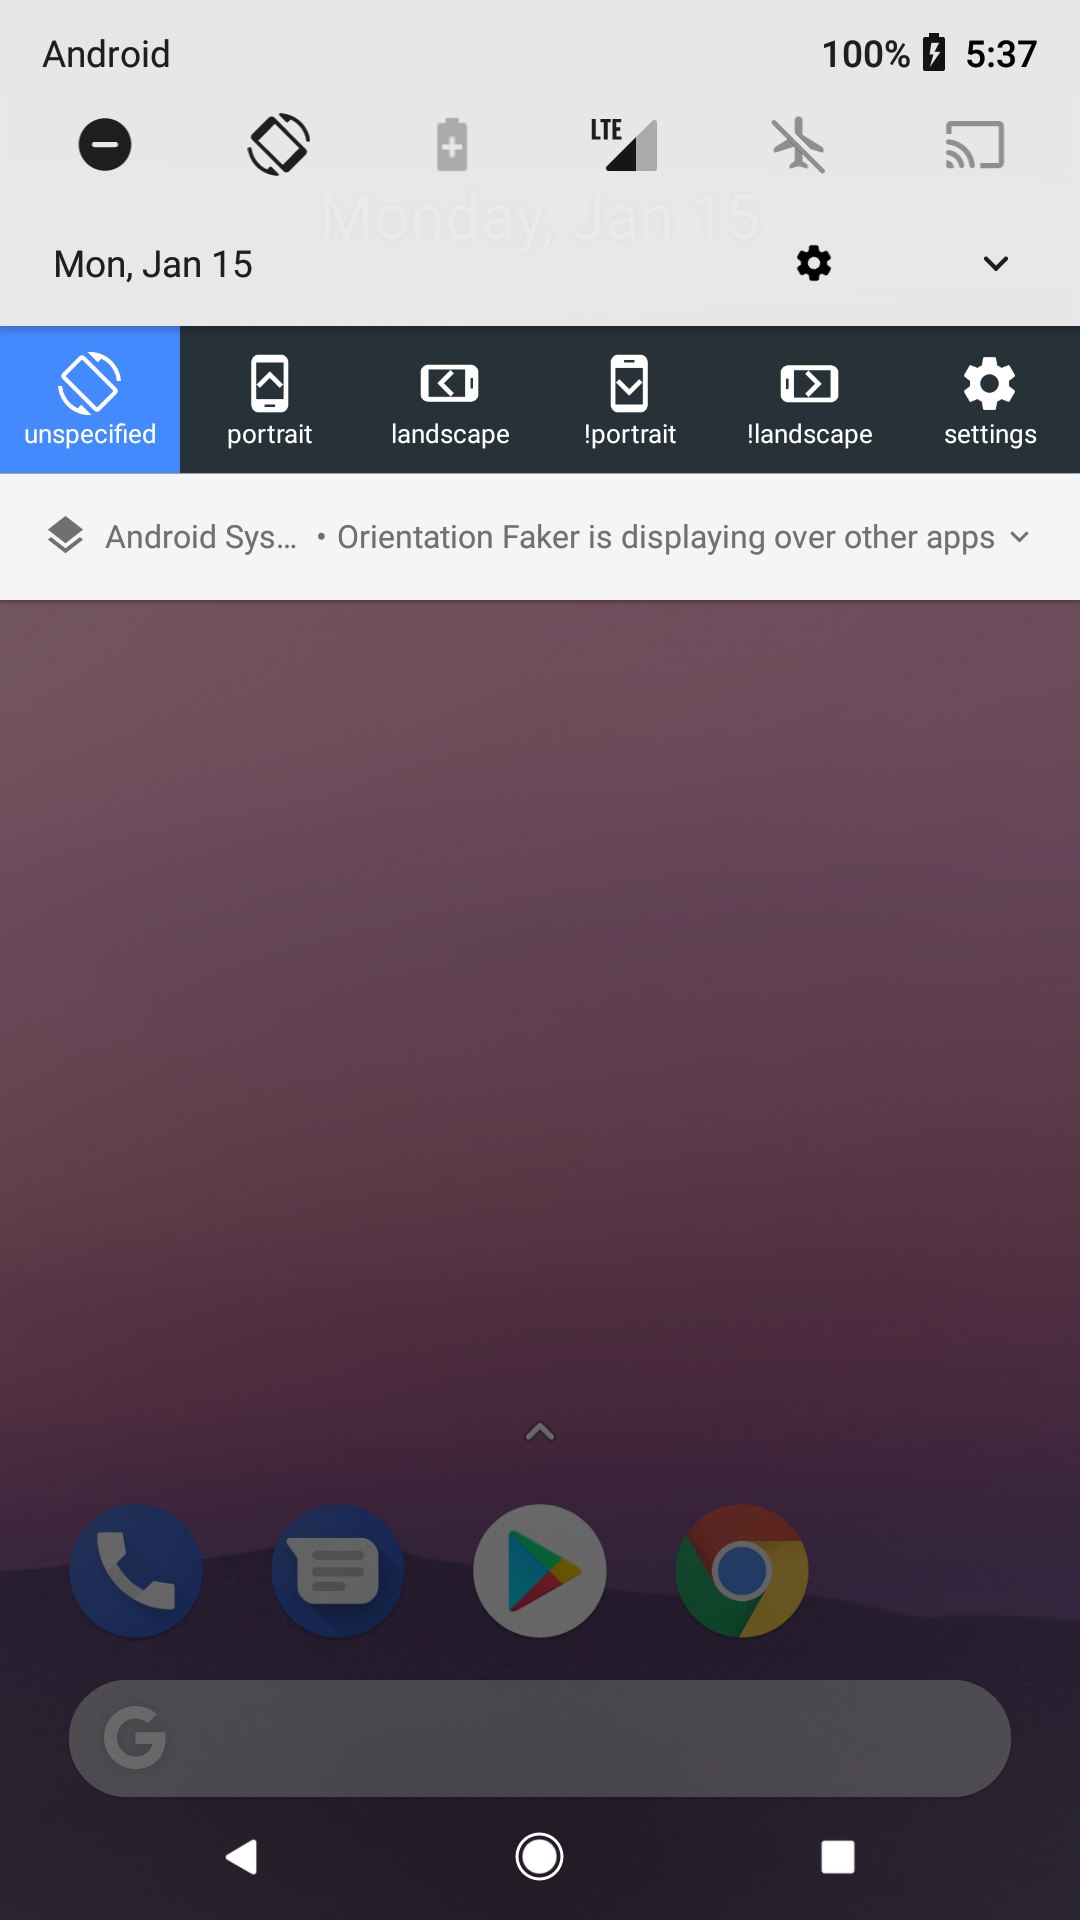 Android 100% 5:37
LTE
Monday, Jan 15
Mon, Jan 15
unspecified portrait landscape !portrait !landscape settings
Android Sys... • Orientation Faker is displaying over other apps
G